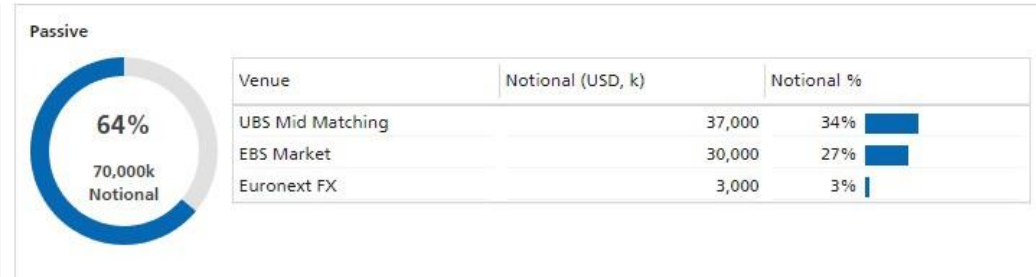 Passive
64%
70,000k
Notional
Venue Notional (USD, k) Notional %
UBS Mid Matching 37,000 34%
EBS Market 30,000 27%
Euronext FX 3,000 3%